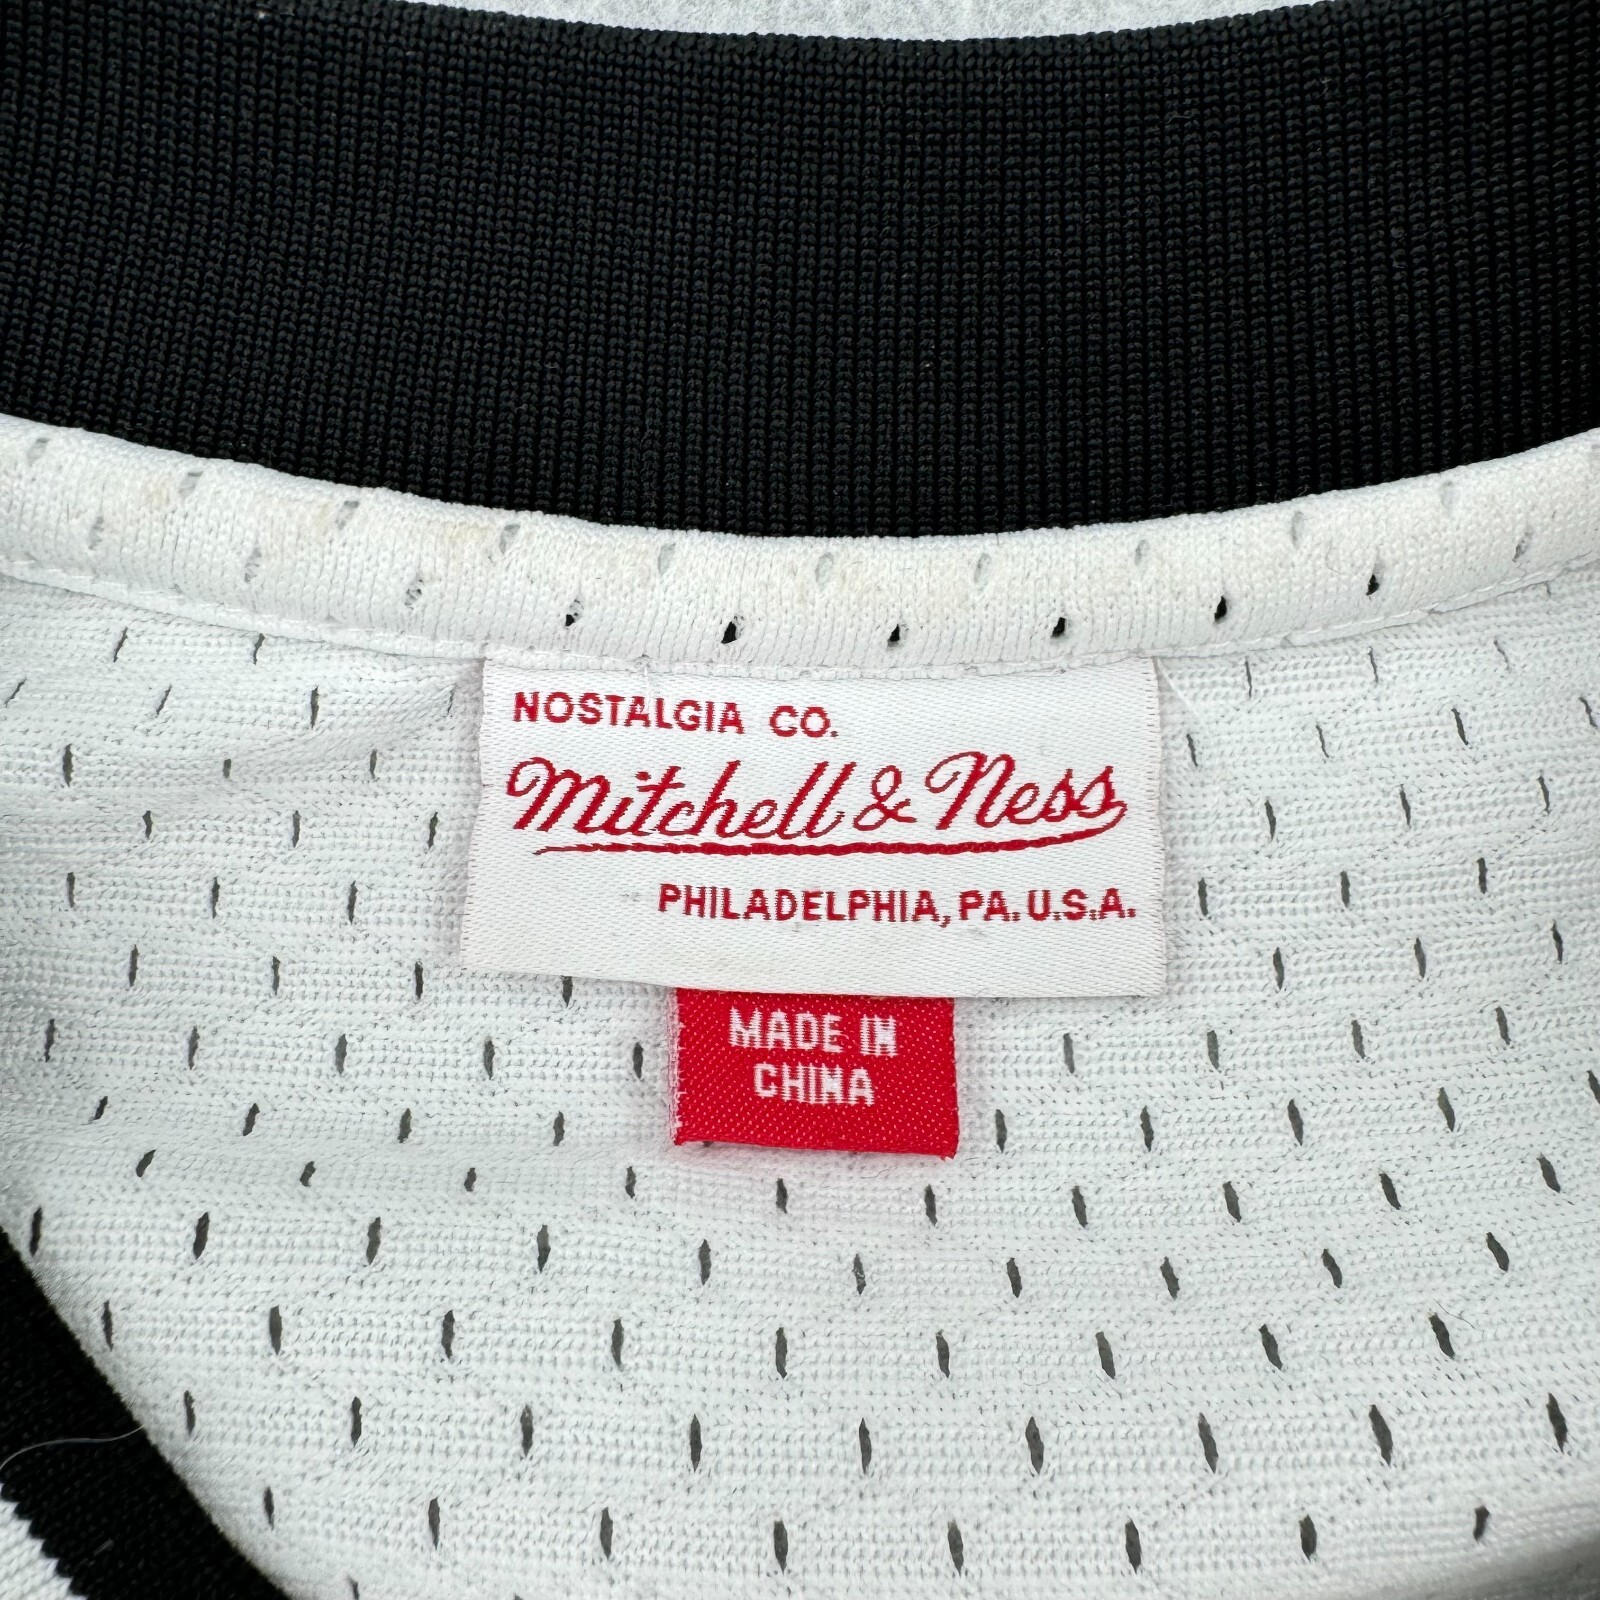 NOSTALGIA CO.
Mitchell & Ness
PHILADELPHIA, PA. U.S.A.
MADE IN
CHINA